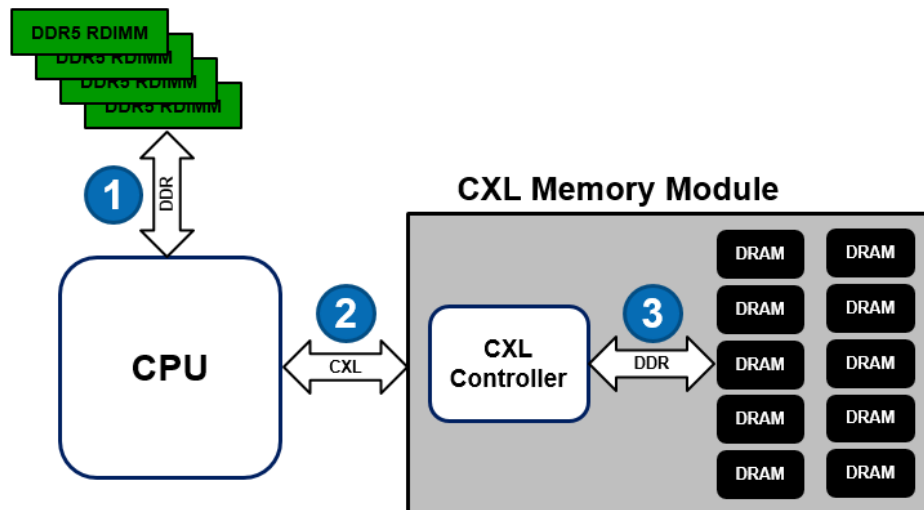 DDR5 RDIMM
DDR5 RDIMM
DDR5 RDIMM
DDR5 RDIMM
1
DDR
CXL Memory Module
CPU
2
CXL
CXL
Controller
3
DDR
DRAM DRAM
DRAM DRAM
DRAM DRAM
DRAM DRAM
DRAM DRAM